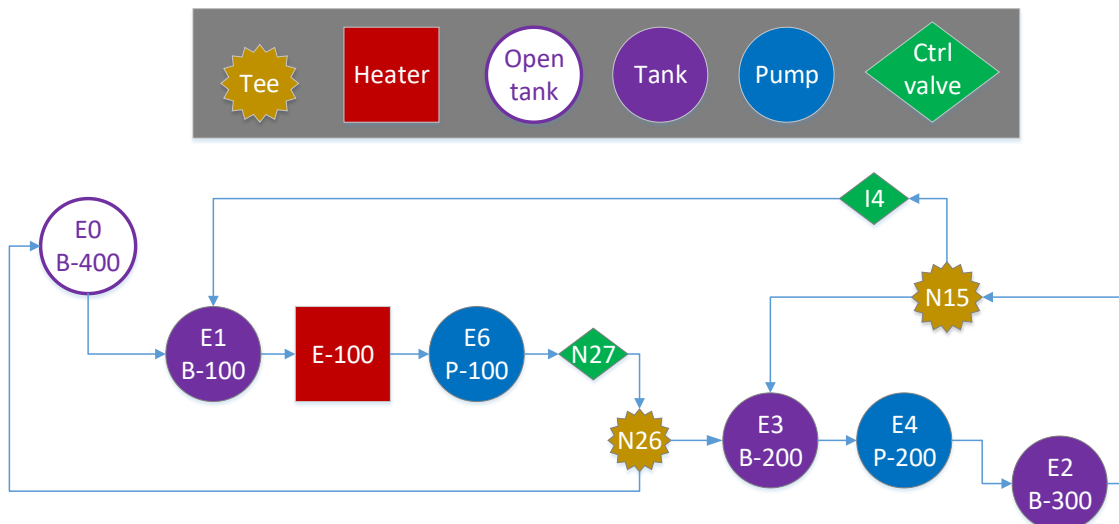 Tee
Heater
Open
tank
Tank
Pump
Ctrl
valve
I4
E0
B-400
N15
E1
B-100
E-100
E6
P-100
N27
N26
E3
B-200
E4
P-200
E2
B-300